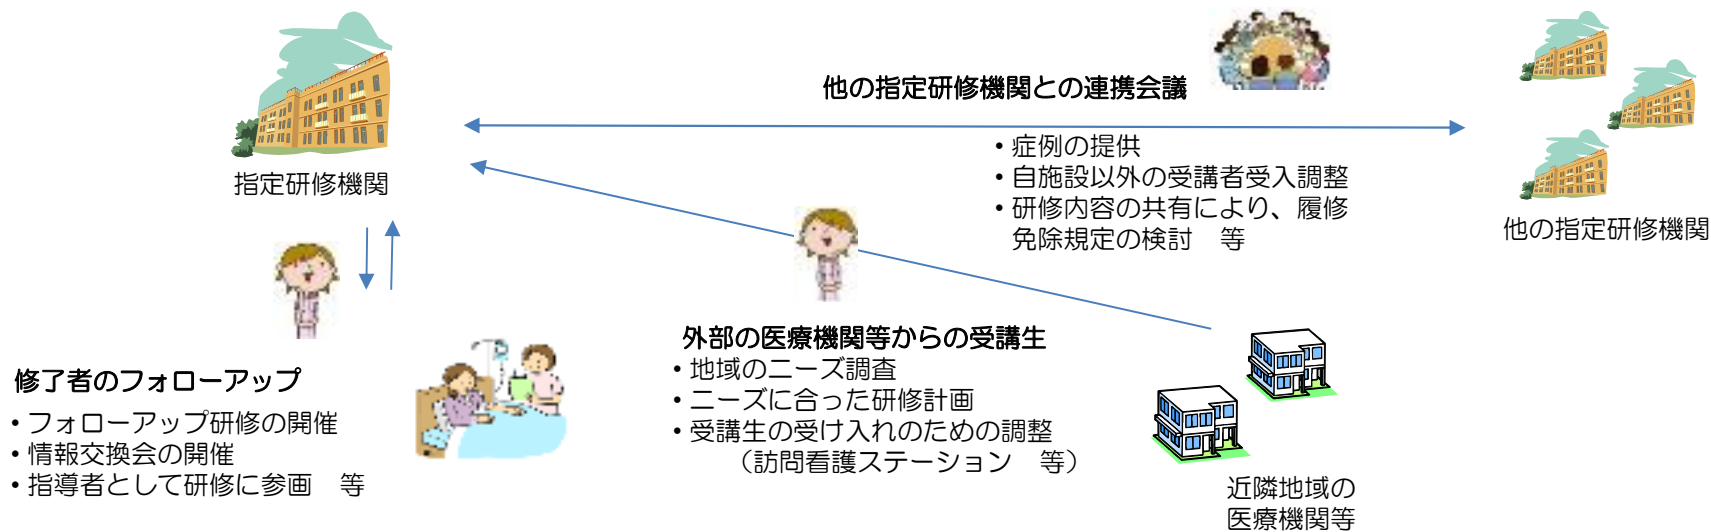 他の指定研修機関との連携会議
・症例の提供
・自施設以外の受講者受入調整
・研修内容の共有により、履修
免除規定の検討　等
指定研修機関
他の指定研修機関
修了者のフォローアップ
・フォローアップ研修の開催
・情報交換会の開催
・指導者として研修に参画　等
外部の医療機関等からの受講生
・地域のニーズ調査
・ニーズに合った研修計画
・受講生の受け入れのための調整
（訪問看護ステーション　等）
近隣地域の
医療機関等